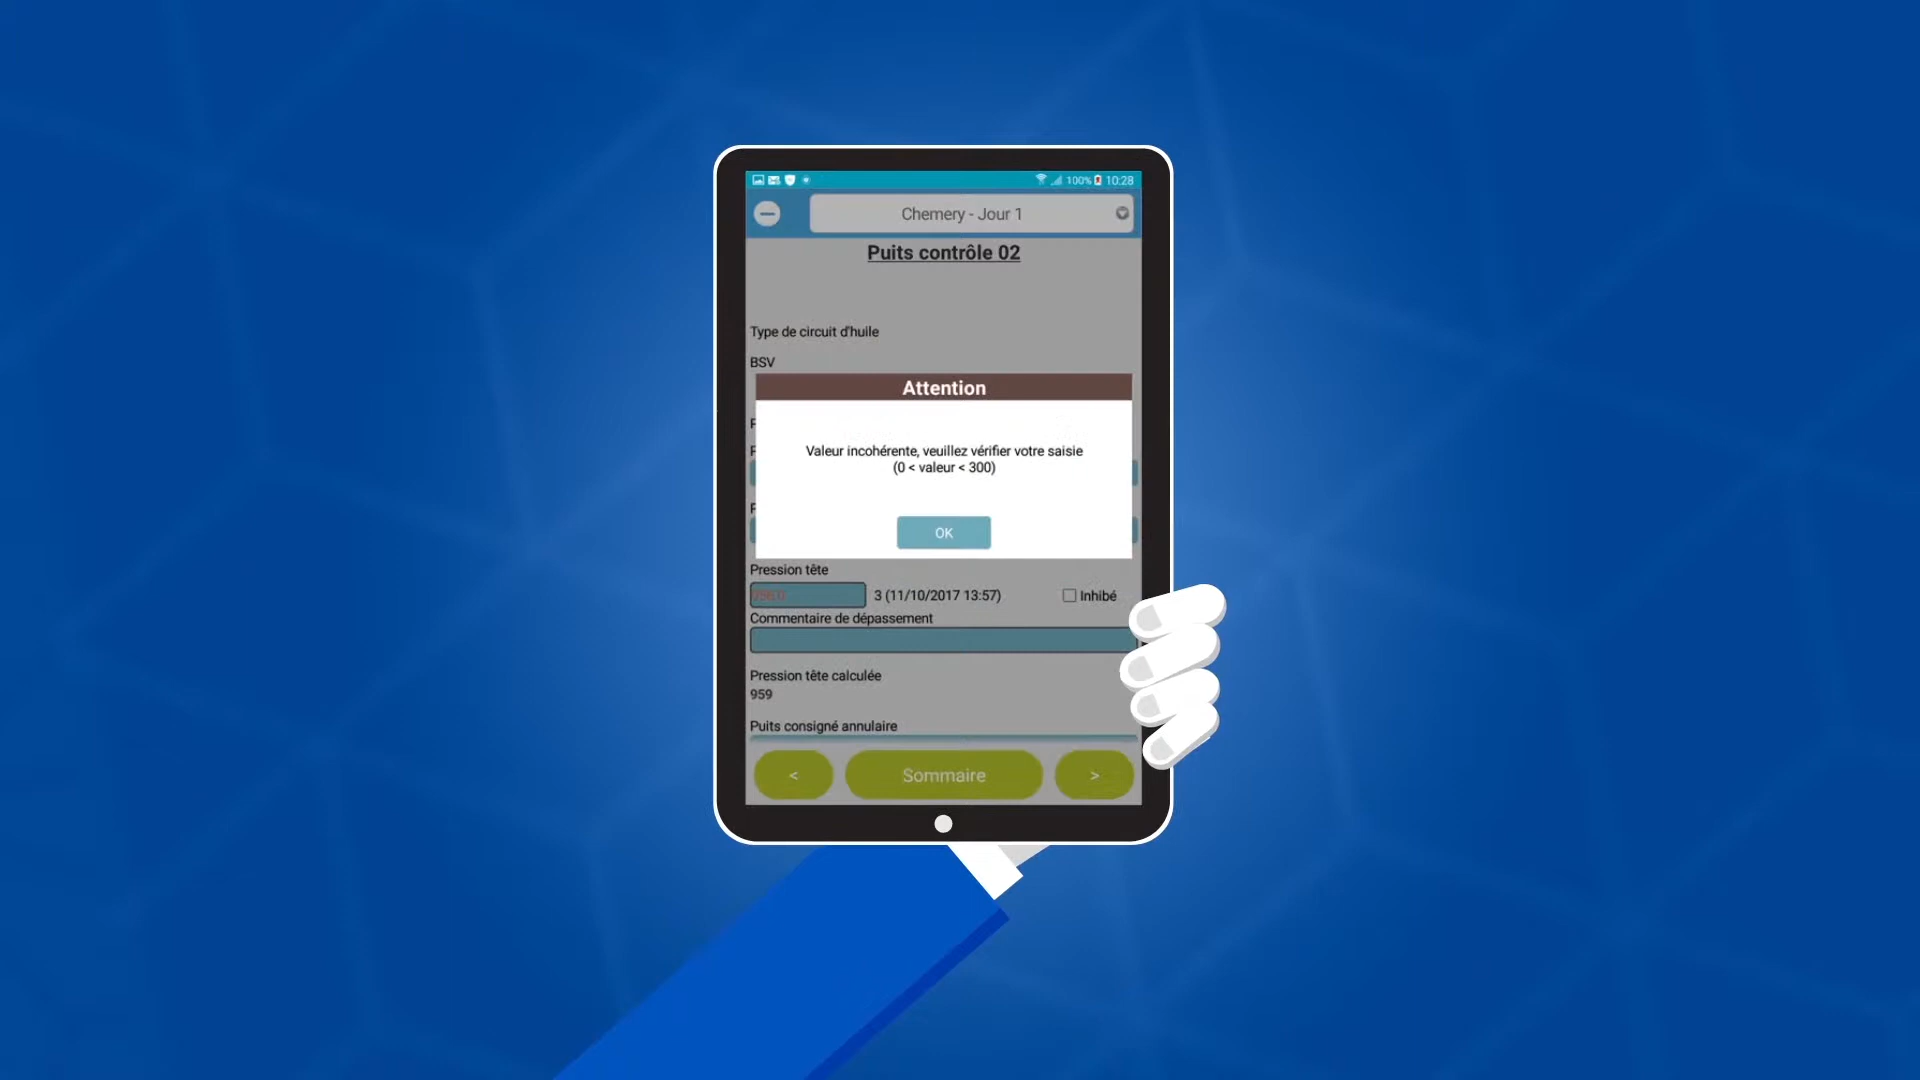 100% 10:28
Chemery - Jour 1
Puits contrôle 02
Type de circuit d'huile
BSV
Attention
Valeur incohérente, veuillez vérifier votre saisie
(0 < valeur < 300)
OK
Pression tête
3 (11/10/2017 13:57)
Inhibé
Commentaire de dépassement
Pression tête calculée
959
Puits consigné annulaire
<
Sommaire
>